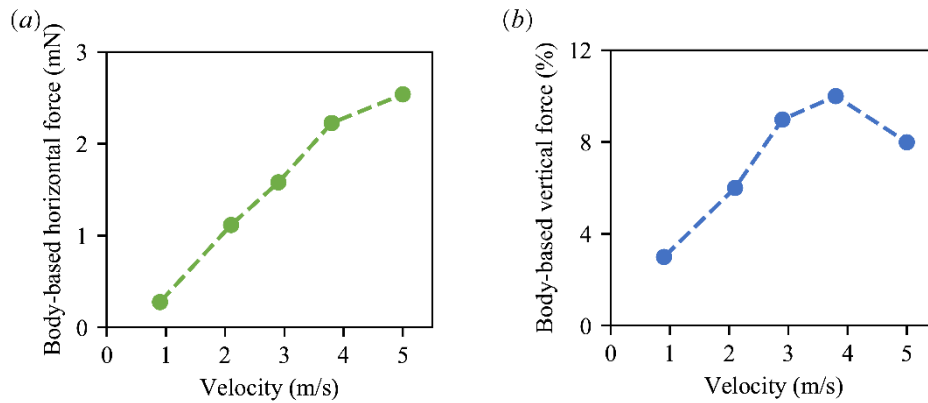 (a)
Body-based horizontal force (mN)
3
2
1
0
0 1 2 3 4 5
Velocity (m/s)
(b)
Body-based vertical force (%)
12
8
4
0
0 1 2 3 4 5
Velocity (m/s)